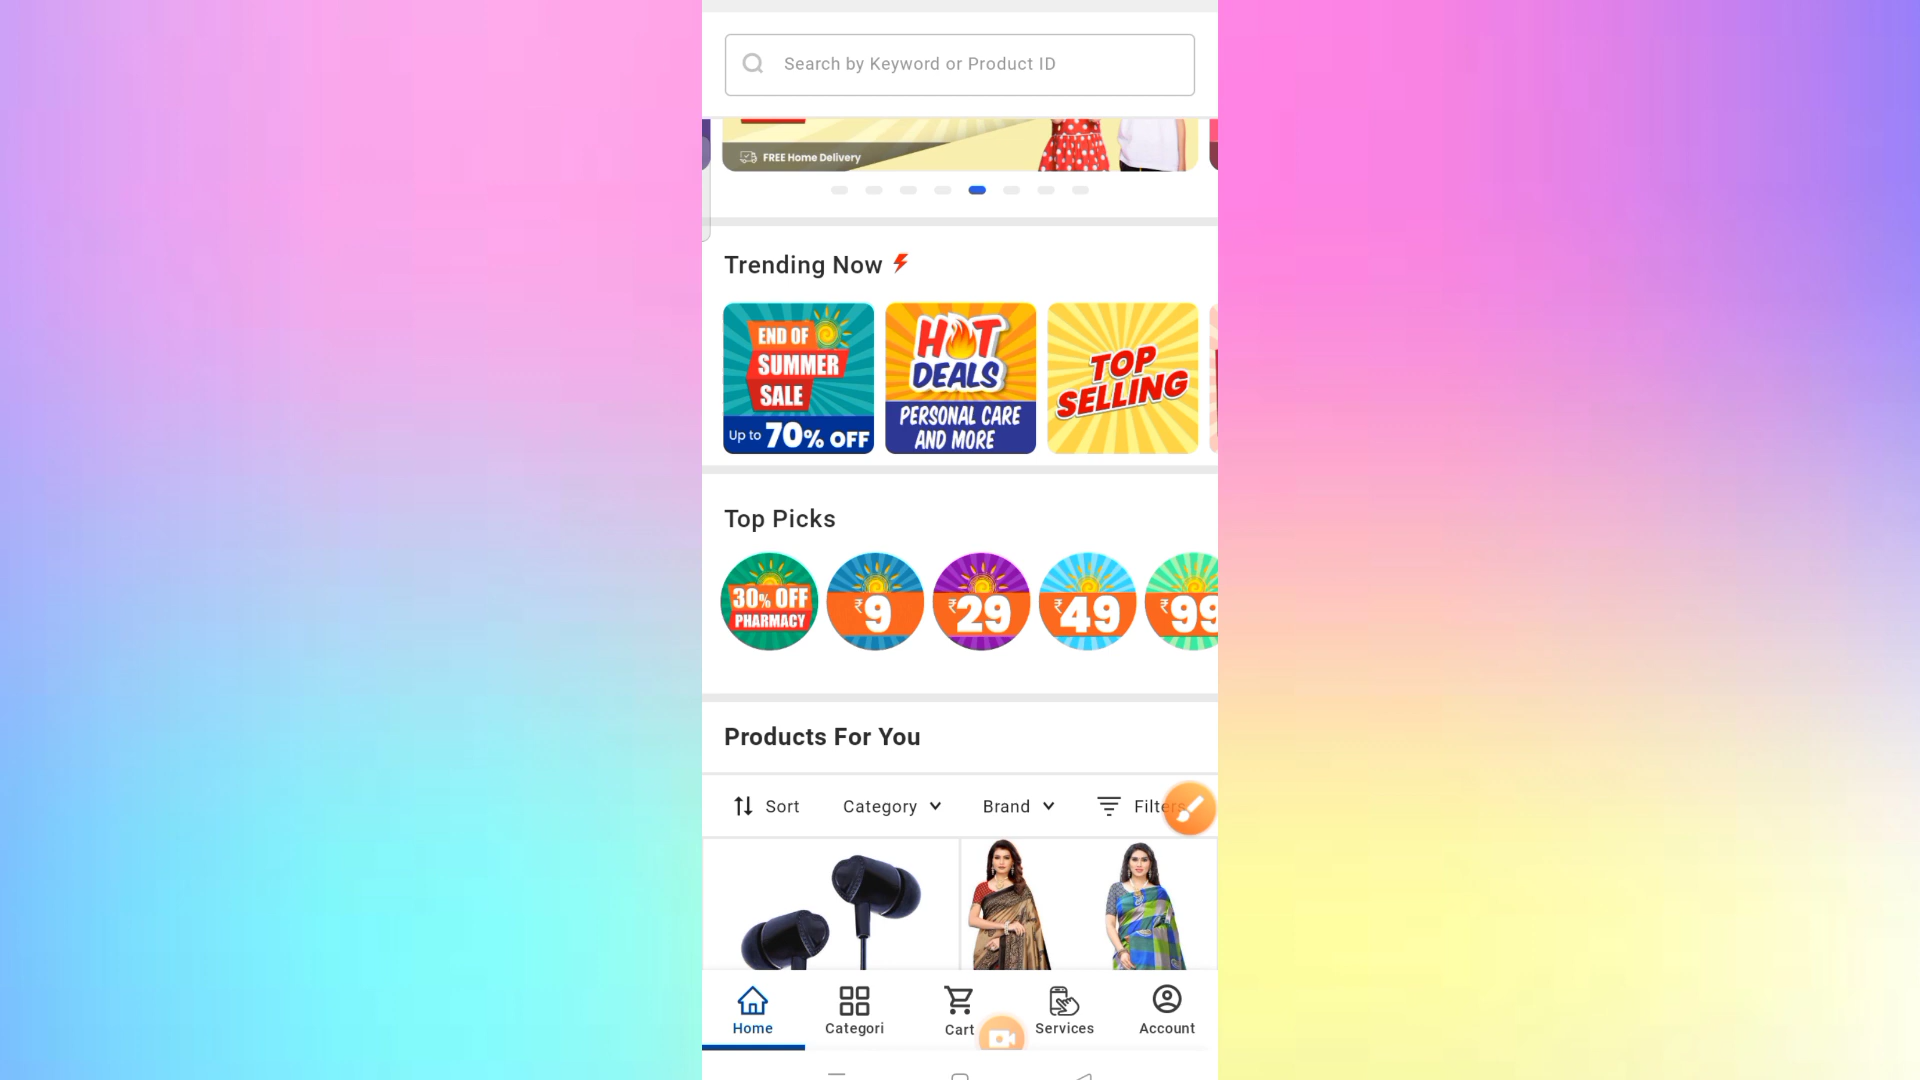 Search by Keyword or Product ID
FREE Home Delivery
Trending Now
END OF
SUMMER
SALE
Up to 70% OFF
HOT
DEALS
PERSONAL CARE
AND MORE
TOP
SELLING
Top Picks
30% OFF
PHARMACY
₹9
₹29
₹49
₹99
Products For You
Sort Category Brand Filters
Home Categori Cart Services Account